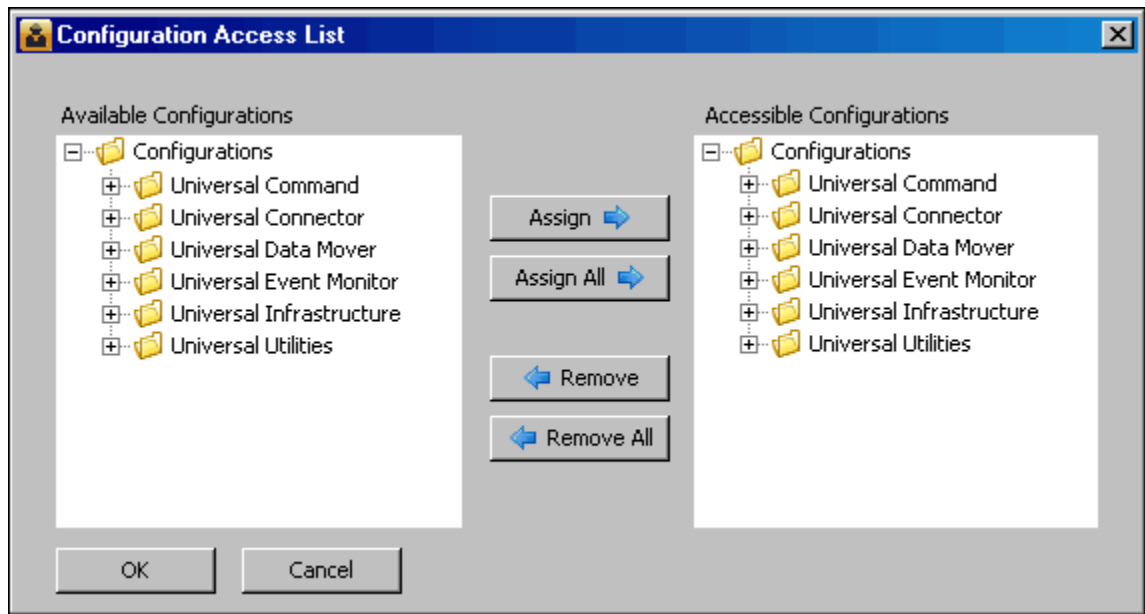 Configuration Access List
Available Configurations
Configurations
Universal Command
Universal Connector
Universal Data Mover
Universal Event Monitor
Universal Infrastructure
Universal Utilities
Assign
Assign All
Remove
Remove All
Accessible Configurations
Configurations
Universal Command
Universal Connector
Universal Data Mover
Universal Event Monitor
Universal Infrastructure
Universal Utilities
OK
Cancel